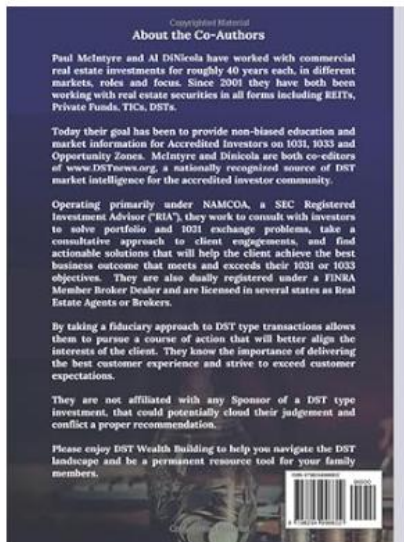 Copyrighted Material
About the Co-Authors
Paul McIntyre and Al DiNicola have worked with commercial
real estate investments for roughly 40 years each, in different
markets, roles and focus. Since 2001 they have both been
working with real estate securities in all forms including REITs,
Private Funds, TICs, DSTs.
Today their goal has been to provide non-biased education and
market information for Accredited Investors on 1031, 1033 and
Opportunity Zones. McIntyre and Dinicola are both co-editors
of www.DSTnews.org, a nationally recognized source of DST
market intelligence for the accredited investor community.
Operating primarily under NAMCOA, a SEC Registered
Investment Advisor ("RIA"), they work to consult with investors
to solve portfolio and 1031 exchange problems, take a
consultative approach to client engagements, and find
actionable solutions that will help the client achieve the best
business outcome that meets and exceeds their 1031 or 1033
objectives. They are also dually registered under a FINRA
Member Broker Dealer and are licensed in several states as Real
Estate Agents or Brokers.
By taking a fiduciary approach to DST type transactions allows
them to pursue a course of action that will better align the
interests of the client. They know the importance of delivering
the best customer experience and strive to exceed customer
expectations.
They are not affiliated with any Sponsor of a DST type
investment, that could potentially cloud their judgement and
conflict a proper recommendation.
Please enjoy DST Wealth Building to help you navigate the DST
landscape and be a permanent resource tool for your family
members.